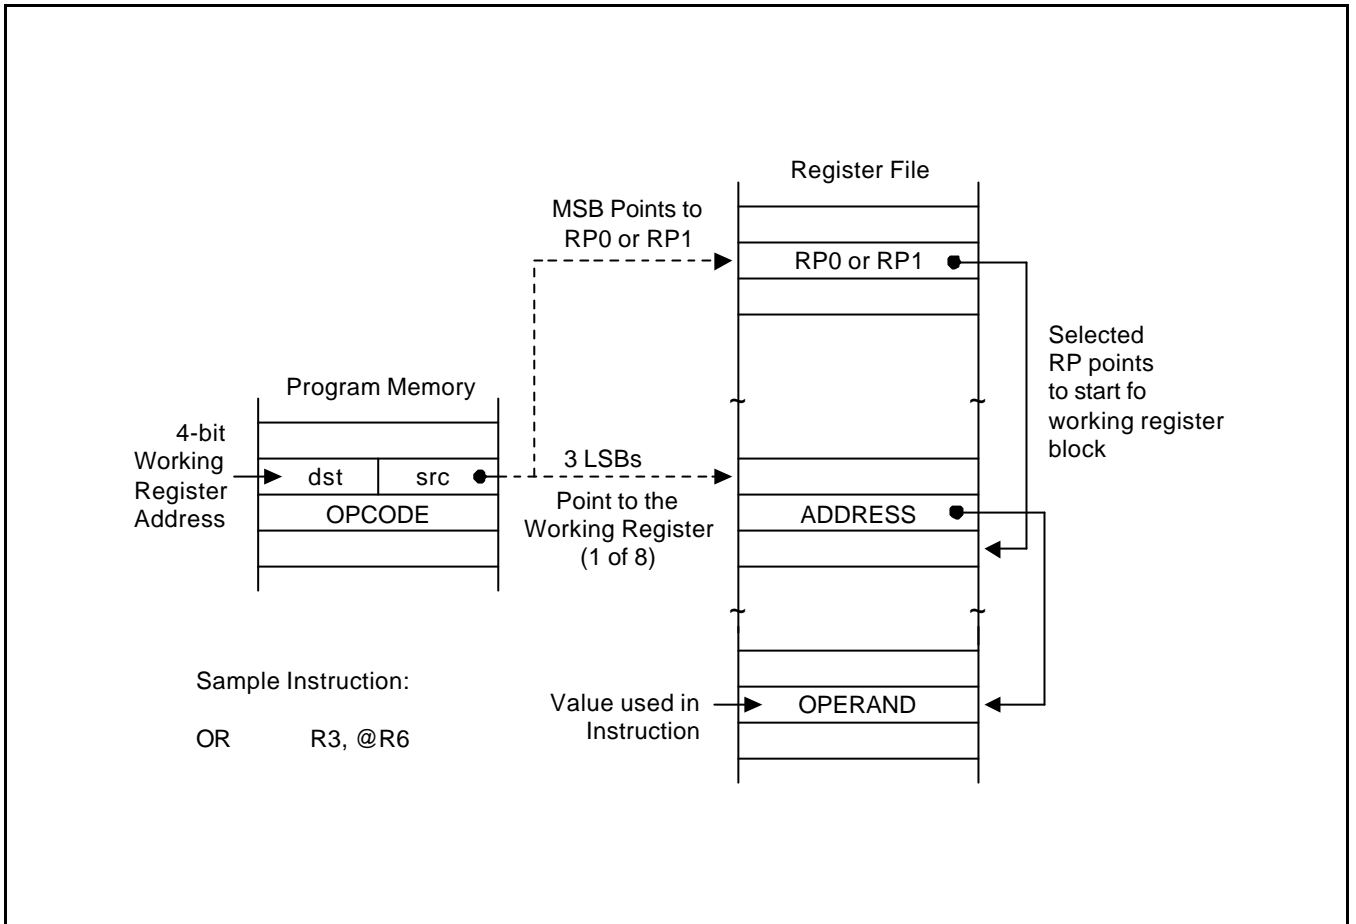 Register File
MSB Points to
RP0 or RP1
RP0 or RP1
Selected
RP points
to start fo
working register
block
Program Memory
4-bit
Working
Register
Address
dst
src
OPCODE
3 LSBs
Point to the
Working Register
(1 of 8)
ADDRESS
~
~
~
~
Sample Instruction:
OR R3, @R6
Value used in
Instruction
OPERAND